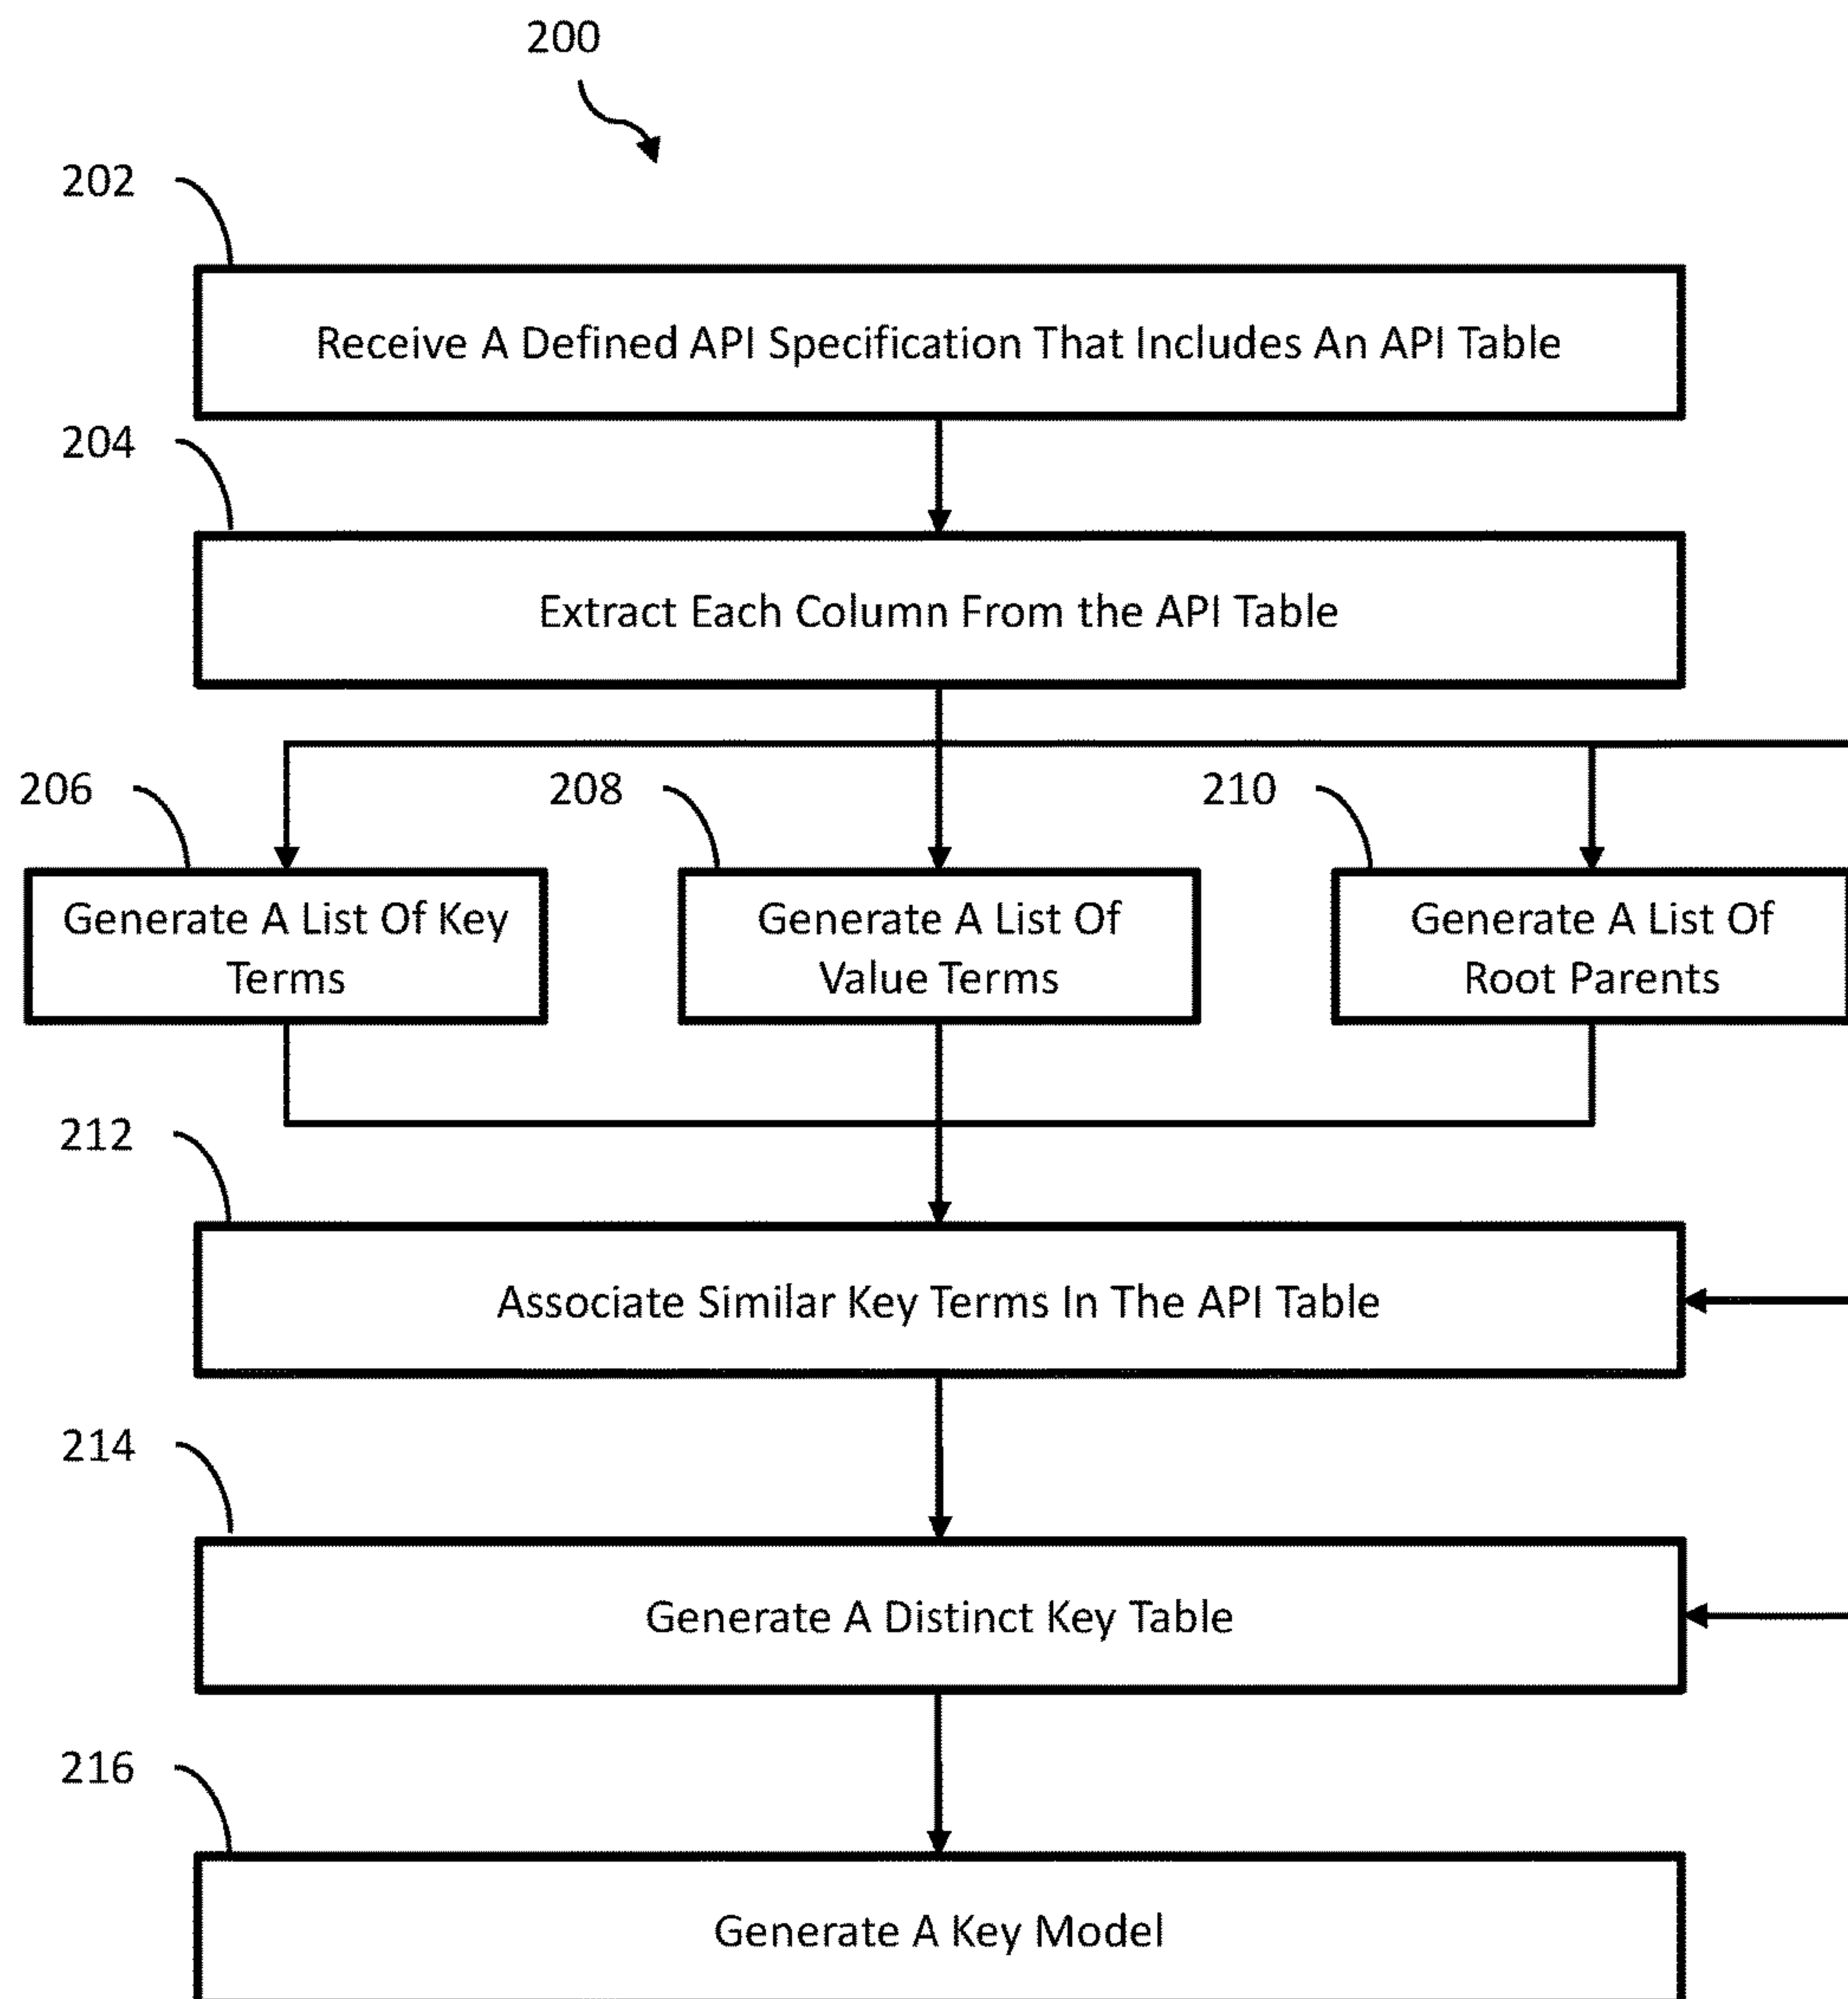 200
202
Receive A Defined API Specification That Includes An API Table
204
Extract Each Column From the API Table
206
208
210
Generate A List Of Key
Terms
Generate A List Of
Value Terms
Generate A List Of
Root Parents
212
Associate Similar Key Terms In The API Table
214
Generate A Distinct Key Table
216
Generate A Key Model